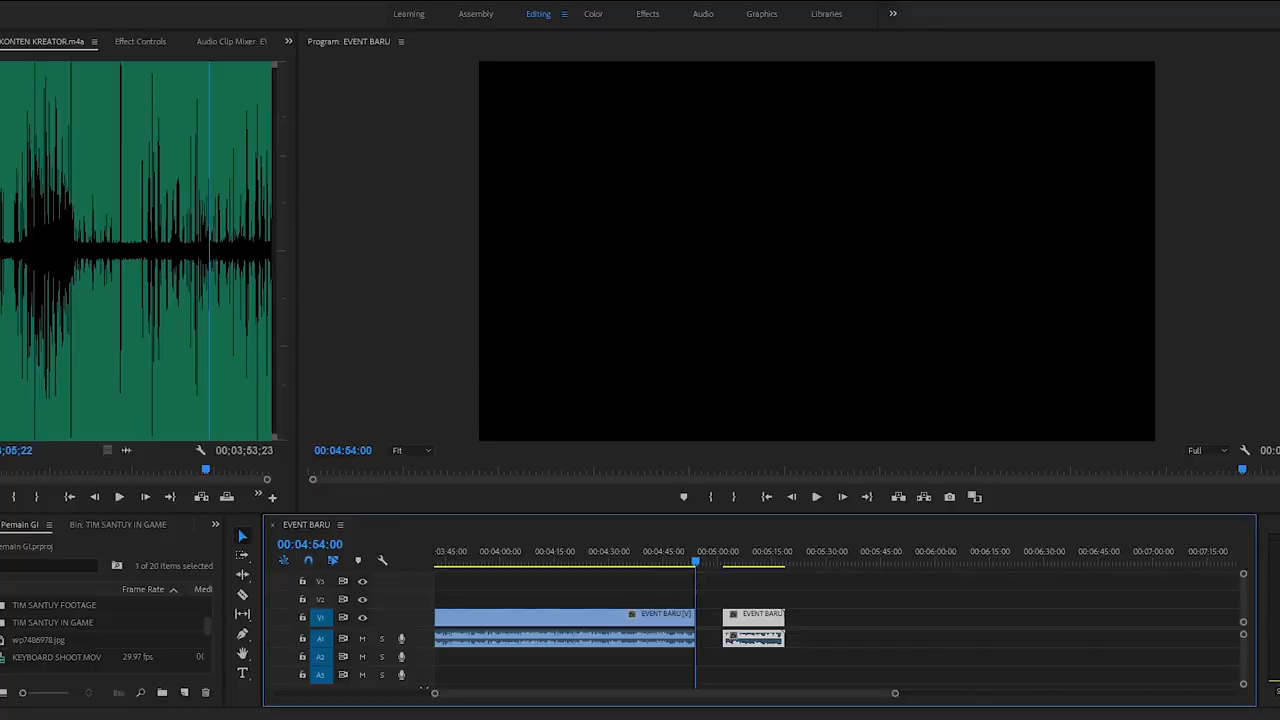 Learning Assembly Editing Color Effects Audio Graphics Libraries
KONTEN KREATOR.m4a Effect Controls Audio Clip Mixer: EV Program: EVENT BARU
;05;22 00;03;53;23 00:04:54:00 Fit Full 00:0
Pemain GI Bin: TIM SANTUY IN GAME
emain GI.prproj
1 of 20 Items selected
Frame Rate Medi
TIM SANTUY FOOTAGE
TIM SANTUY IN GAME
wp7486978.jpg
KEYBOARD SHOOT.MOV 29.97 fps 00
EVENT BARU
00:04:54:00
:03:45:00 00:04:00:00 00:04:15:00 00:04:30:00 00:04:45:00 00:05:00:00 00:05:15:00 00:05:30:00 00:05:45:00 00:06:00:00 00:06:15:00 00:06:30:00 00:06:45:00 00:07:00:00 00:07:15:00
V3
V2
V1 EVENT BARU [V] EVENT BARU
A1 M S
A2 M S
A3 M S